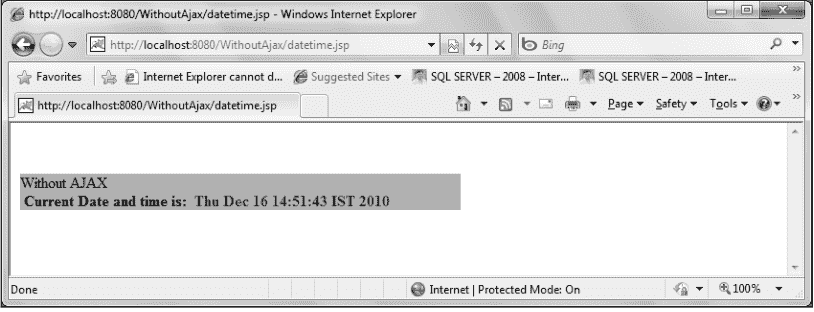 http://localhost:8080/WithoutAjax/datetime.jsp - Windows Internet Explorer
http://localhost:8080/WithoutAjax/datetime.jsp Bing
Favorites Internet Explorer cannot d... Suggested Sites SQL SERVER – 2008 – Inter... SQL SERVER – 2008 – Inter...
http://localhost:8080/WithoutAjax/datetime.jsp Page Safety Tools
Without AJAX
Current Date and time is: Thu Dec 16 14:51:43 IST 2010
Done Internet | Protected Mode: On 100%